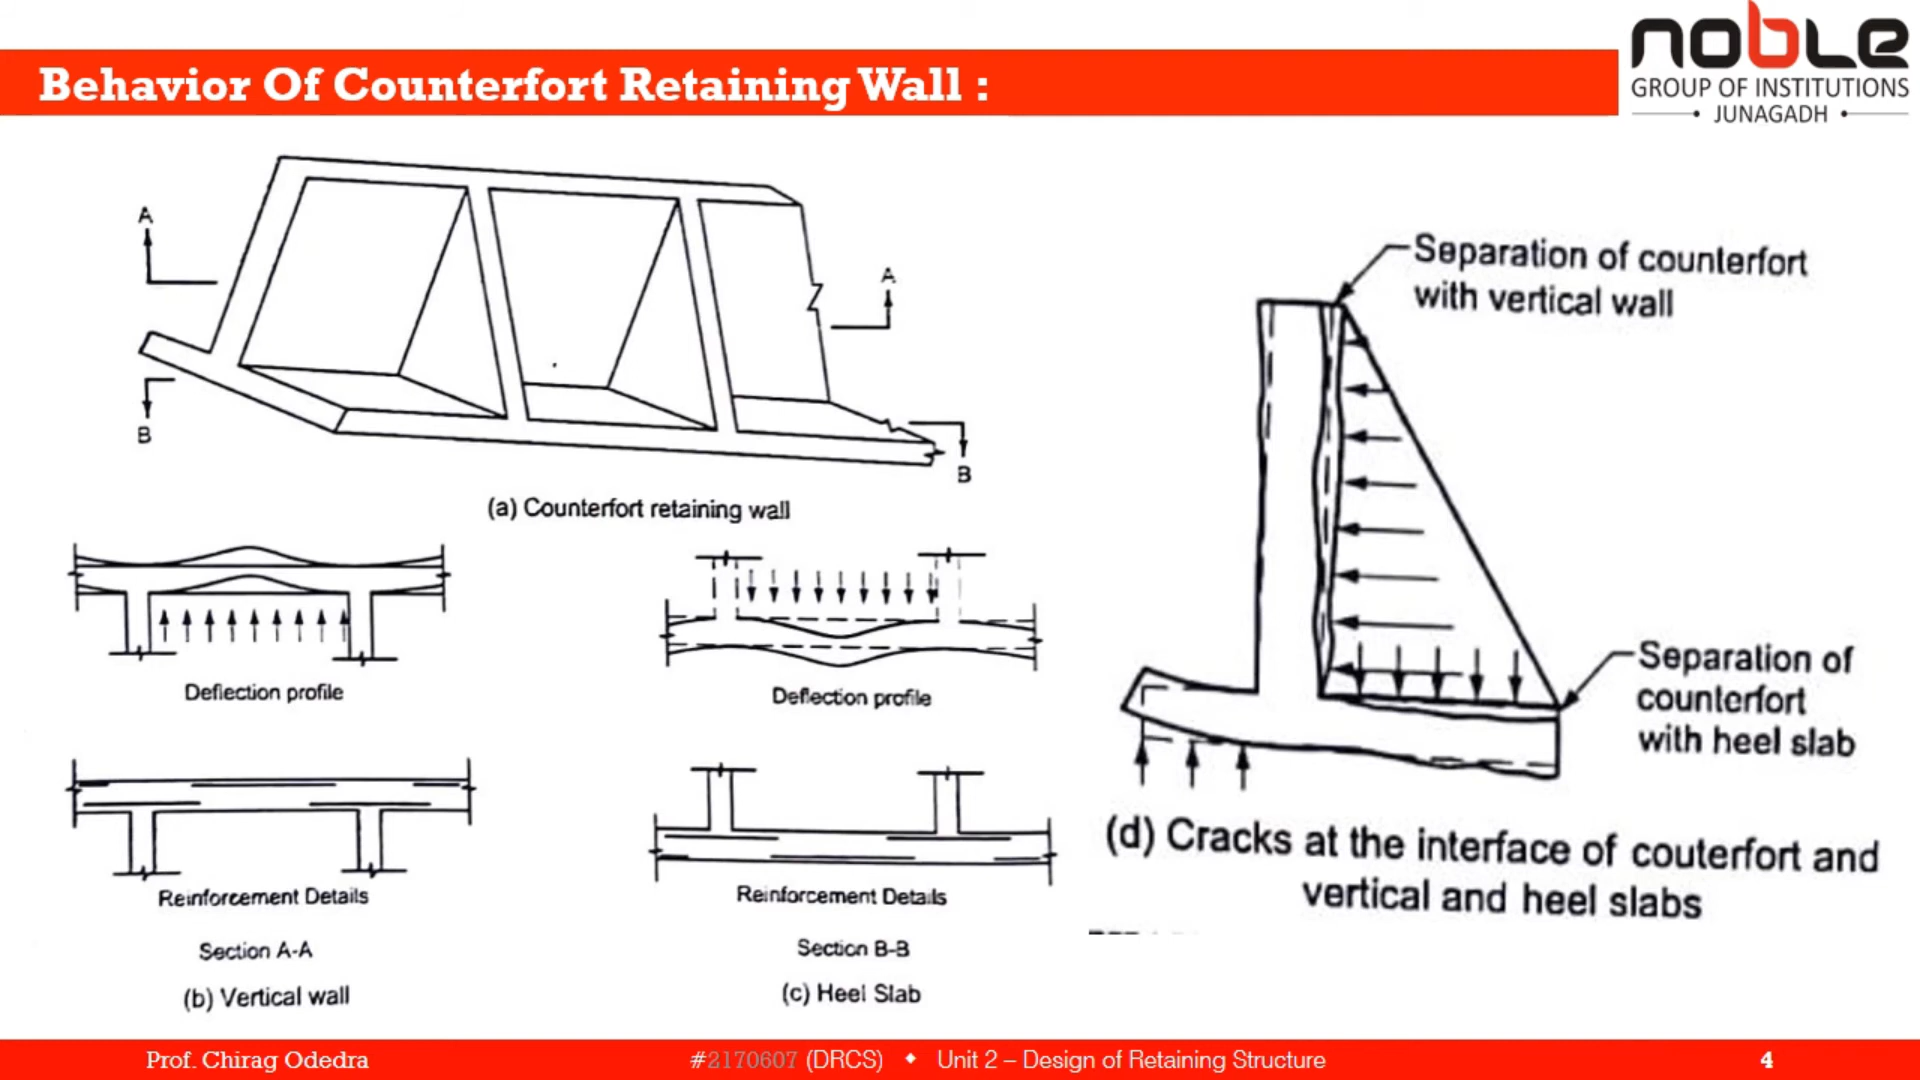 noble
GROUP OF INSTITUTIONS
• JUNAGADH •
Behavior Of Counterfort Retaining Wall :
A
A
B
B
(a) Counterfort retaining wall
Deflection profile
Reinforcement Details
Section A-A
(b) Vertical wall
Deflection profile
Reinforcement Details
Section B-B
(c) Heel Slab
Separation of counterfort
with vertical wall
Separation of
counterfort
with heel slab
(d) Cracks at the interface of couterfort and
vertical and heel slabs
Prof. Chirag Odedra
#2170607 (DRCS) ◆ Unit 2 – Design of Retaining Structure
4